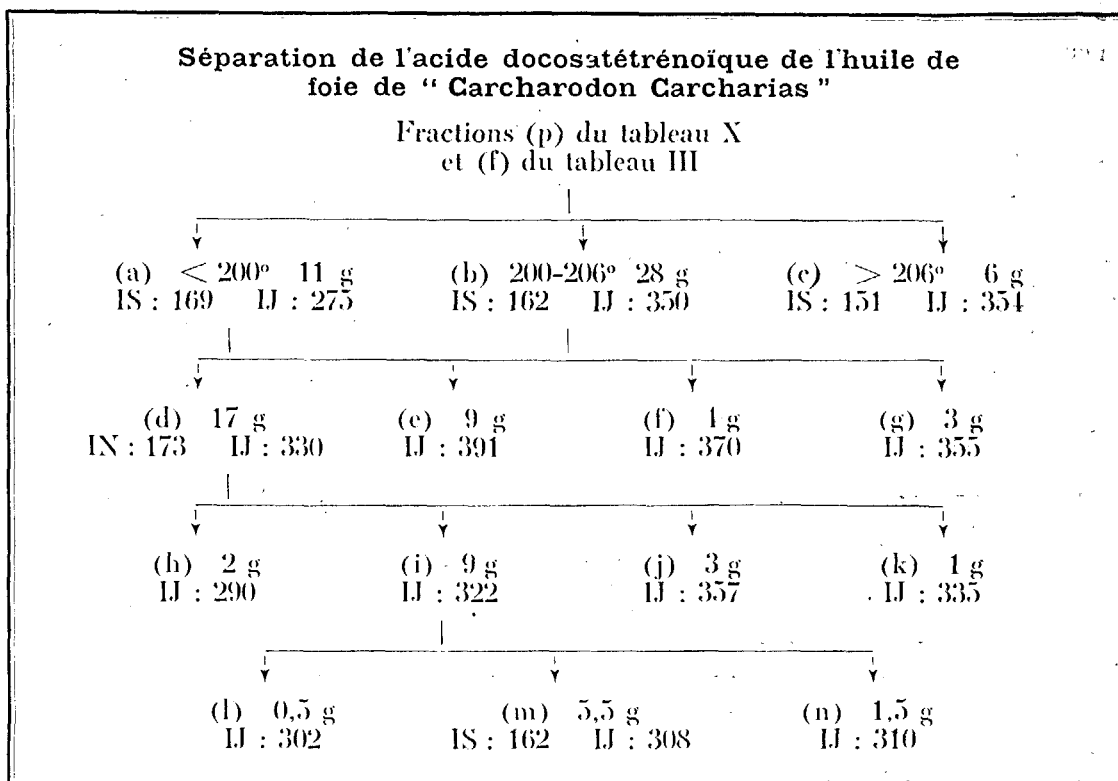 Séparation de l'acide docosatétrénoïque de l'huile de
foie de “ Carcharodon Carcharias ”
Fractions (p) du tableau X
et (f) du tableau III
(a) < 200° 11 g (b) 200-206° 28 g (c) > 206° 6 g
IS : 169 IJ : 275 IS : 162 IJ : 350 IS : 151 IJ : 354
(d) 17 g (e) 9 g (f) 1 g (g) 3 g
IN : 173 IJ : 330 IJ : 391 IJ : 370 IJ : 355
(h) 2 g (i) 9 g (j) 3 g (k) 1 g
IJ : 290 IJ : 322 IJ : 357 IJ : 335
(l) 0,5 g (m) 5,5 g (n) 1,5 g
IJ : 302 IS : 162 IJ : 308 IJ : 310